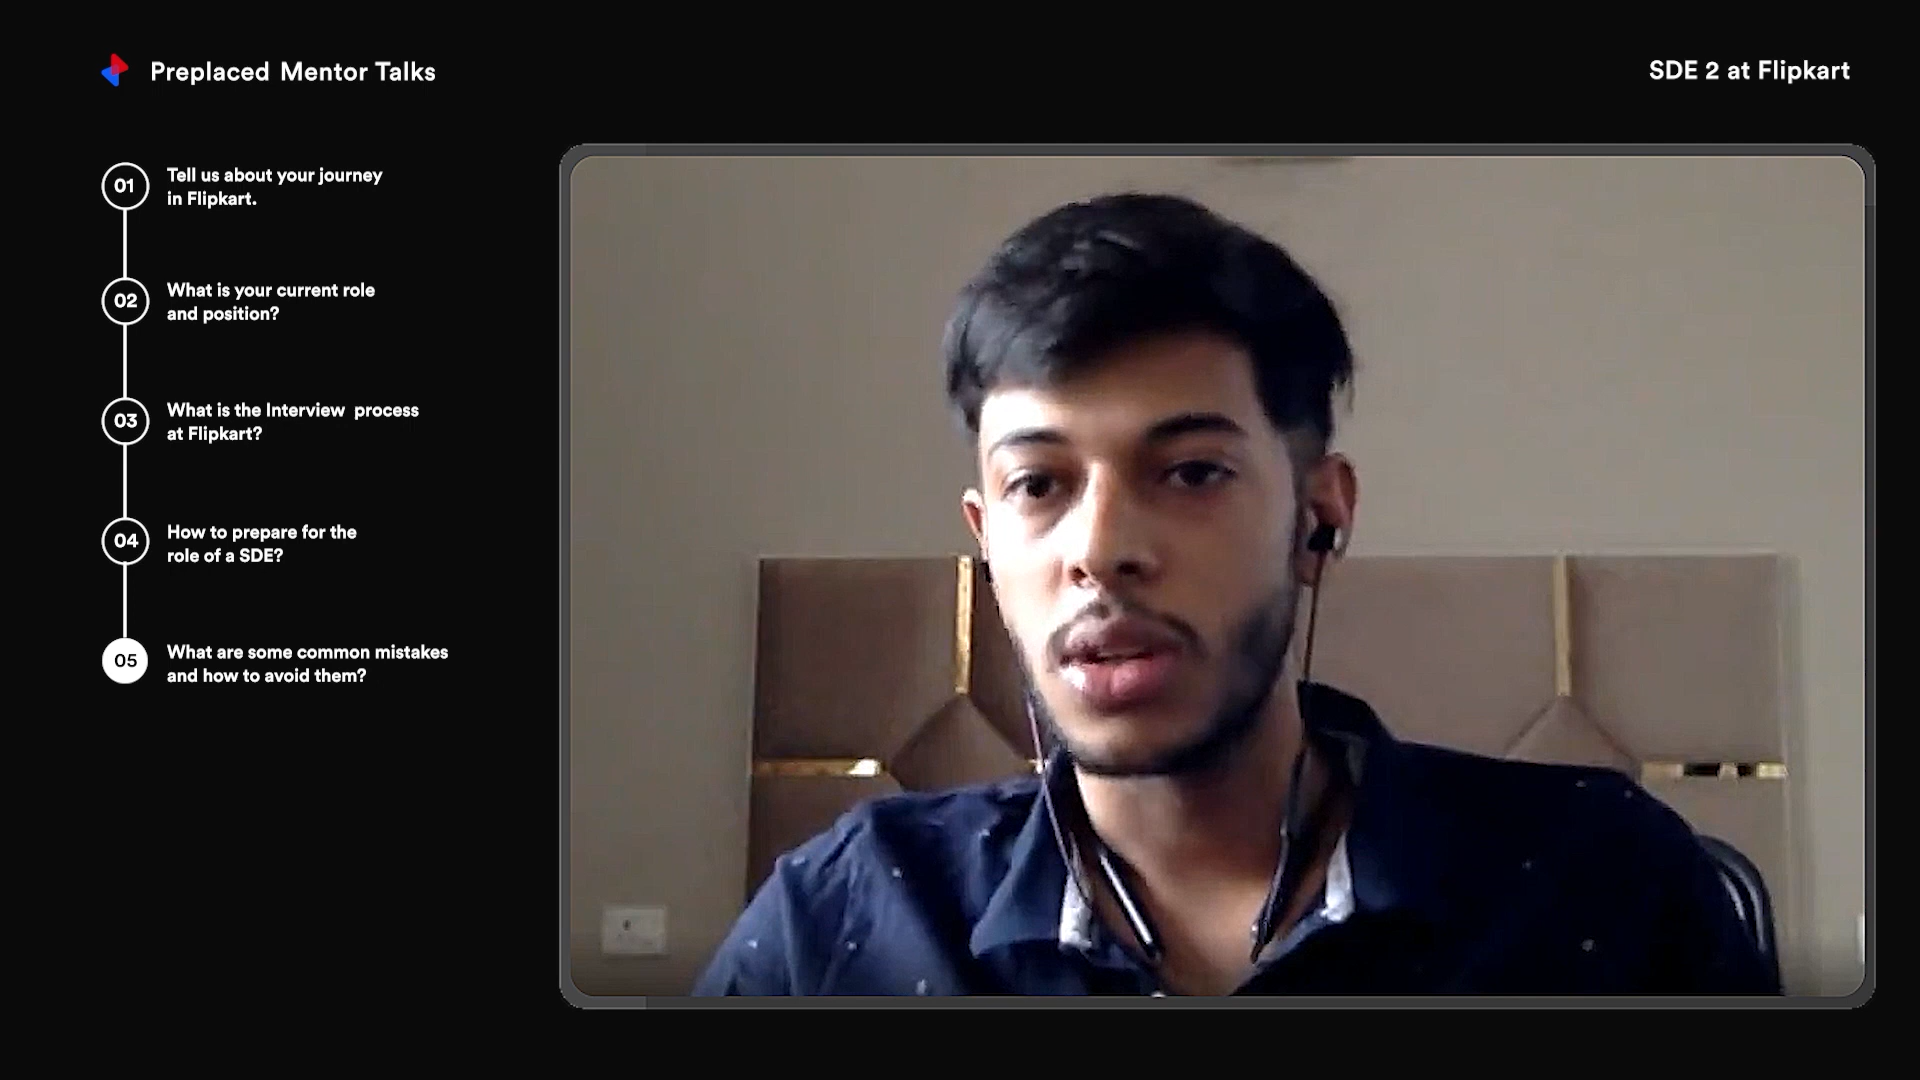 Preplaced Mentor Talks
SDE 2 at Flipkart
01
Tell us about your journey
in Flipkart.
02
What is your current role
and position?
03
What is the Interview process
at Flipkart?
04
How to prepare for the
role of a SDE?
05
What are some common mistakes
and how to avoid them?